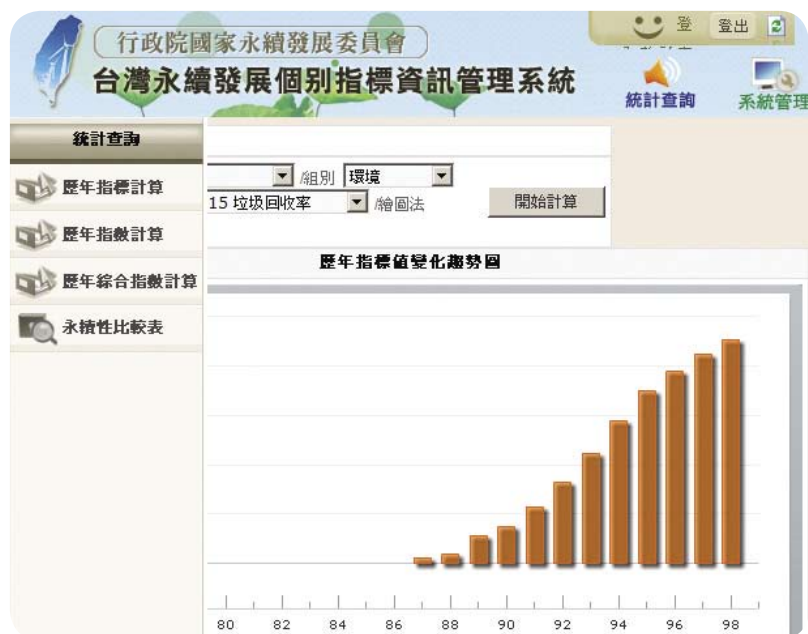 行政院國家永續發展委員會
登
登出
台灣永續發展個別指標資訊管理系統
統計查詢
系統管理
統計查詢
歷年指標計算
歷年指數計算
歷年綜合指數計算
永續性比較表
/組別 環境
15 垃圾回收率 /繪圖法 開始計算
歷年指標值變化趨勢圖
80 82 84 86 88 90 92 94 96 98